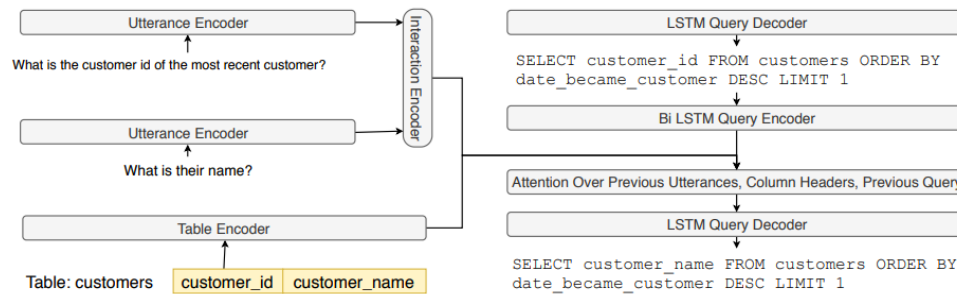 Utterance Encoder
What is the customer id of the most recent customer?
Interaction Encoder
Utterance Encoder
What is their name?
Table Encoder
Table: customers customer_id customer_name
LSTM Query Decoder
SELECT customer_id FROM customers ORDER BY
date_became_customer DESC LIMIT 1
Bi LSTM Query Encoder
Attention Over Previous Utterances, Column Headers, Previous Query
LSTM Query Decoder
SELECT customer_name FROM customers ORDER BY
date_became_customer DESC LIMIT 1